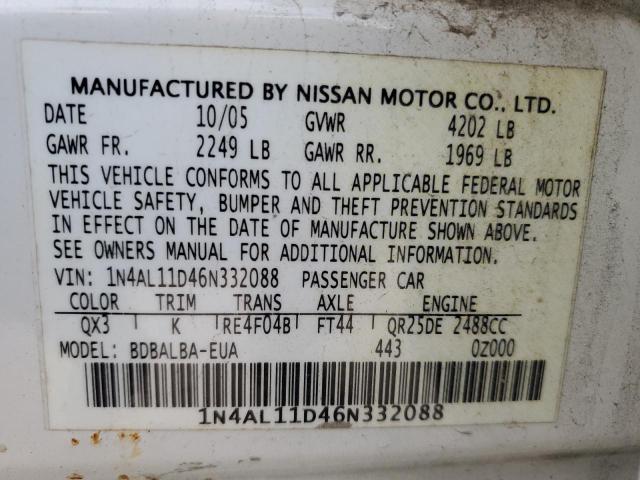 MANUFACTURED BY NISSAN MOTOR CO., LTD.
DATE 10/05 GVWR 4202 LB
GAWR FR. 2249 LB GAWR RR. 1969 LB
THIS VEHICLE CONFORMS TO ALL APPLICABLE FEDERAL MOTOR
VEHICLE SAFETY, BUMPER AND THEFT PREVENTION STANDARDS
IN EFFECT ON THE DATE OF MANUFACTURE SHOWN ABOVE.
SEE OWNERS MANUAL FOR ADDITIONAL INFORMATION.
VIN: 1N4AL11D46N332088 PASSENGER CAR
COLOR TRIM TRANS AXLE ENGINE
QX3 K RE4F04B FT44 QR25DE 2488CC
MODEL: BDBALBA-EUA 443 0Z000
1N4AL11D46N332088